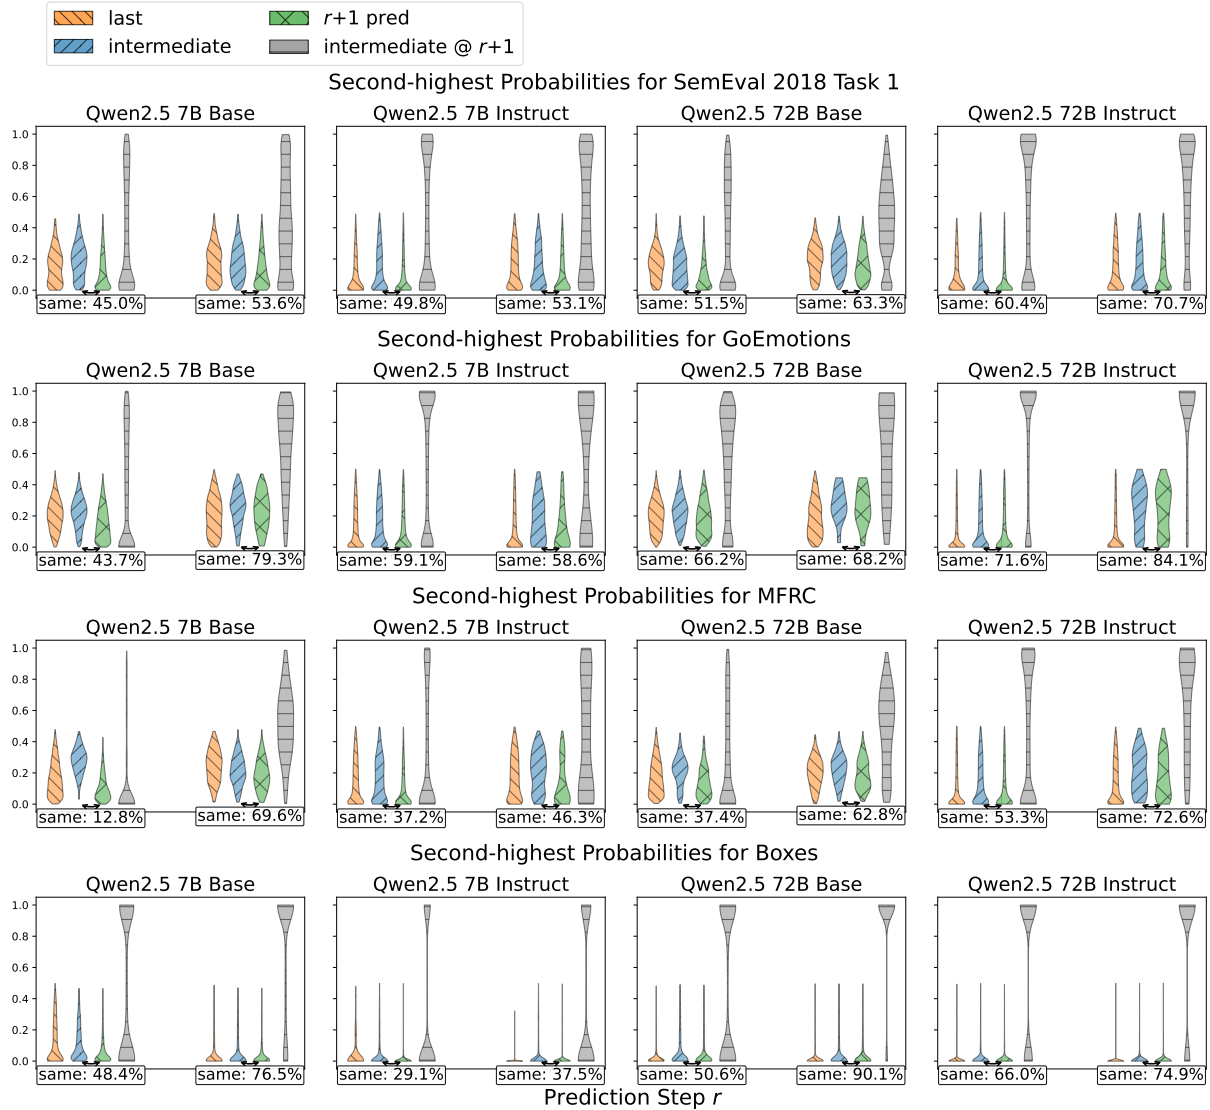 last
intermediate
r+1 pred
intermediate @ r+1
Second-highest Probabilities for SemEval 2018 Task 1
Qwen2.5 7B Base
Qwen2.5 7B Instruct
Qwen2.5 72B Base
Qwen2.5 72B Instruct
1.0
0.8
0.6
0.4
0.2
0.0
same: 45.0%
same: 53.6%
same: 49.8%
same: 53.1%
same: 51.5%
same: 63.3%
same: 60.4%
same: 70.7%
Second-highest Probabilities for GoEmotions
Qwen2.5 7B Base
Qwen2.5 7B Instruct
Qwen2.5 72B Base
Qwen2.5 72B Instruct
1.0
0.8
0.6
0.4
0.2
0.0
same: 43.7%
same: 79.3%
same: 59.1%
same: 58.6%
same: 66.2%
same: 68.2%
same: 71.6%
same: 84.1%
Second-highest Probabilities for MFRC
Qwen2.5 7B Base
Qwen2.5 7B Instruct
Qwen2.5 72B Base
Qwen2.5 72B Instruct
1.0
0.8
0.6
0.4
0.2
0.0
same: 12.8%
same: 69.6%
same: 37.2%
same: 46.3%
same: 37.4%
same: 62.8%
same: 53.3%
same: 72.6%
Second-highest Probabilities for Boxes
Qwen2.5 7B Base
Qwen2.5 7B Instruct
Qwen2.5 72B Base
Qwen2.5 72B Instruct
1.0
0.8
0.6
0.4
0.2
0.0
same: 48.4%
same: 76.5%
same: 29.1%
same: 37.5%
same: 50.6%
same: 90.1%
same: 66.0%
same: 74.9%
Prediction Step r